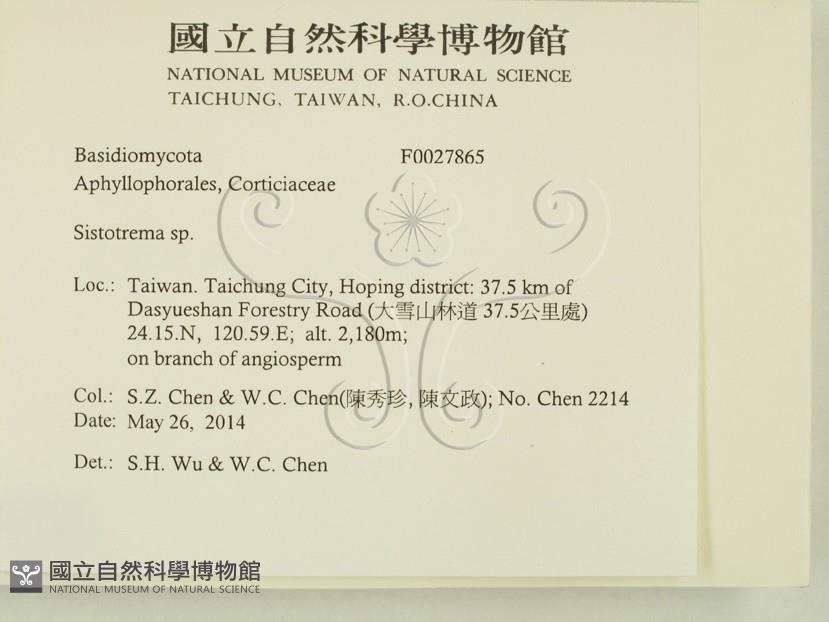 國立自然科學博物館
NATIONAL MUSEUM OF NATURAL SCIENCE
TAICHUNG, TAIWAN, R.O.CHINA
Basidiomycota F0027865
Aphyllophorales, Corticiaceae
Sistotrema sp.
Loc.: Taiwan. Taichung City, Hoping district: 37.5 km of
Dasyueshan Forestry Road (大雪山林道 37.5公里處)
24.15.N, 120.59.E; alt. 2,180m;
on branch of angiosperm
Col.: S.Z. Chen & W.C. Chen(陳秀珍, 陳文政); No. Chen 2214
Date: May 26, 2014
Det.: S.H. Wu & W.C. Chen
國立自然科學博物館
NATIONAL MUSEUM OF NATURAL SCIENCE